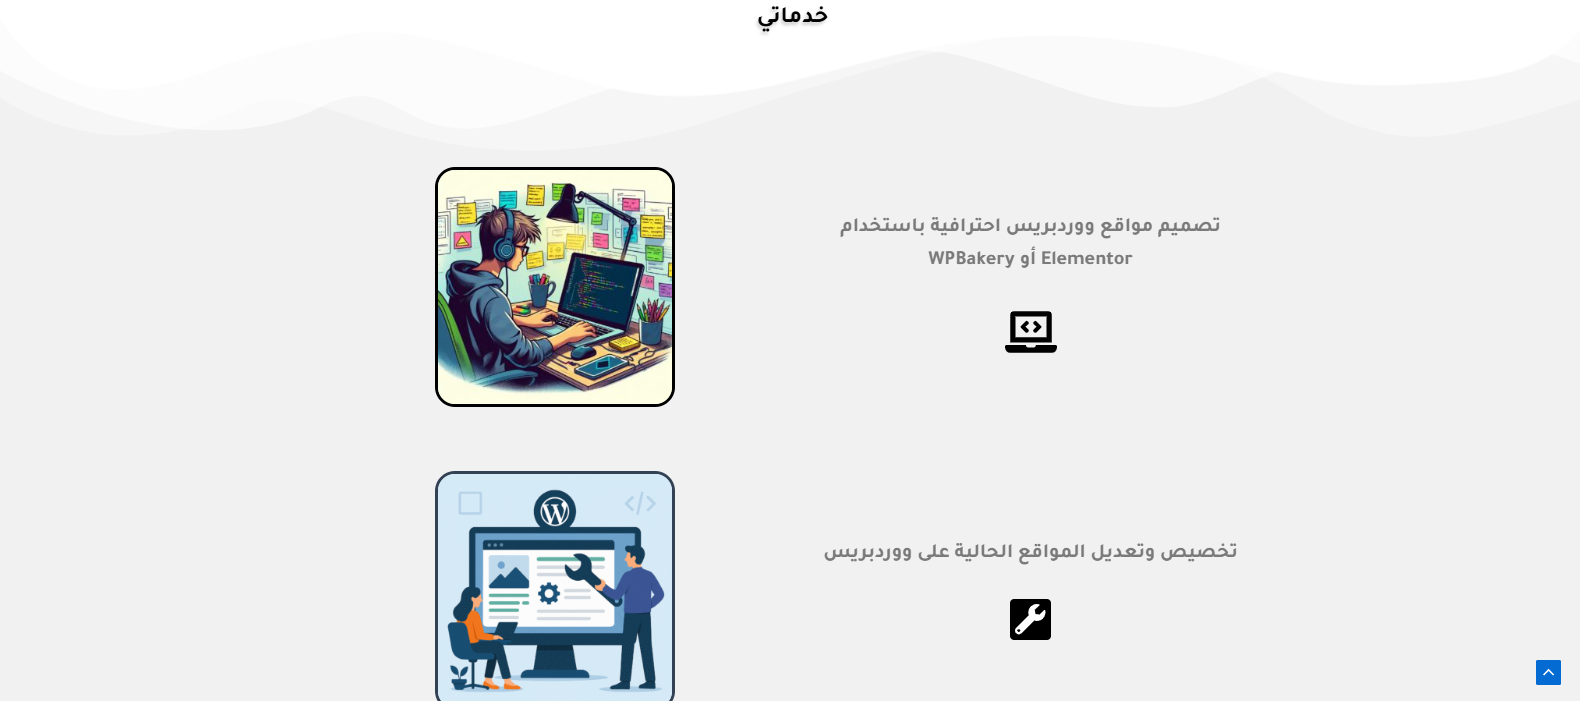 خدماتي
تصميم مواقع ووردبريس احترافية باستخدام
Elementor أو WPBakery
تخصيص وتعديل المواقع الحالية على ووردبريس